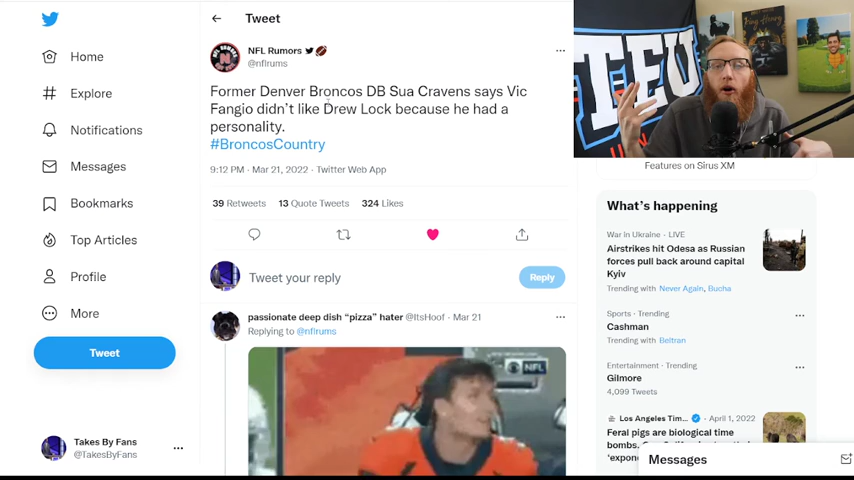 Tweet
Home
Explore
Notifications
Messages
Bookmarks
Top Articles
Profile
More
Tweet
Takes By Fans
@TakesByFans
NFL Rumors
@nflrums
Former Denver Broncos DB Sua Cravens says Vic
Fangio didn't like Drew Lock because he had a
personality.
#BroncosCountry
9:12 PM · Mar 21, 2022 · Twitter Web App
39 Retweets 13 Quote Tweets 324 Likes
Tweet your reply
Reply
passionate deep dish "pizza" hater @ItsHoof · Mar 21
Replying to @nflrums
NFL
TEU
Features on Sirus XM
What's happening
War in Ukraine · LIVE
Airstrikes hit Odesa as Russian
forces pull back around capital
Kyiv
Trending with Never Again, Bucha
Sports · Trending
Cashman
Trending with Beltran
Entertainment · Trending
Gilmore
4,099 Tweets
Los Angeles Tim... · April 1, 2022
Feral pigs are biological time
bombs.
Messages